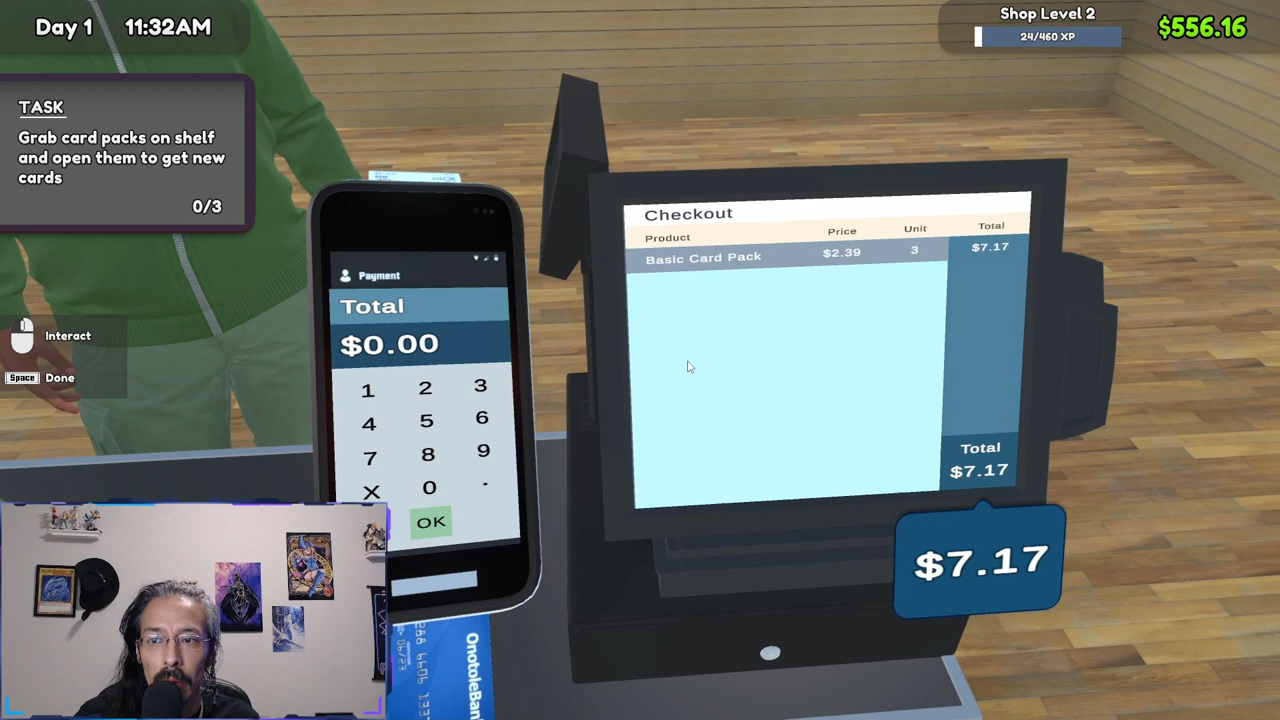 Day 1 11:32AM
Shop Level 2
24/460 XP
$556.16
TASK
Grab card packs on shelf
and open them to get new
cards
0/3
Interact
Space Done
Payment
Total
$0.00
1 2 3
4 5 6
7 8 9
X 0 .
OK
Checkout
Product Price Unit Total
Basic Card Pack $2.39 3 $7.17
Total
$7.17
$7.17
OnotoleBank